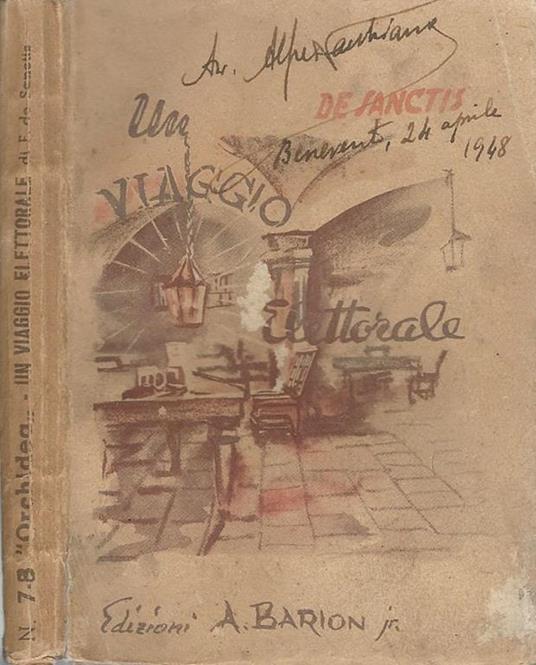 DE SANCTIS
Benevento, 24 aprile
1948
Un
VIAGGIO
Elettorale
Edizioni A. BARION jr.
N. 7-8 "Orchidea" - UN VIAGGIO ELETTORALE di F. de Sanctis